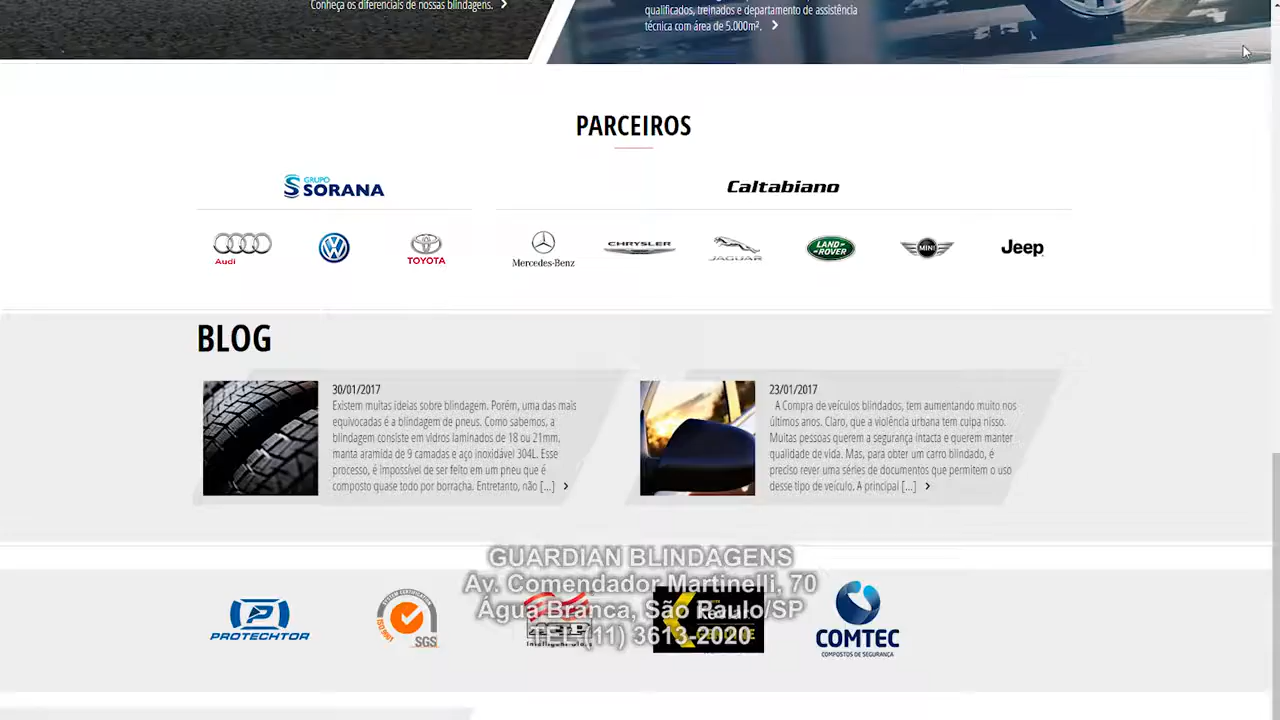 Conheça os diferenciais de nossas blindagens.
qualificados, treinados e departamento de assistência
técnica com área de 5.000m².
PARCEIROS
GRUPO
SORANA
Caltabiano
Audi
TOYOTA
Mercedes-Benz
CHRYSLER
JAGUAR
LAND-
ROVER
MINI
Jeep
BLOG
30/01/2017
Existem muitas ideias sobre blindagem. Porém, uma das mais
equivocadas é a blindagem de pneus. Como sabemos, a
blindagem consiste em vidros laminados de 18 ou 21mm,
manta aramida de 9 camadas e aço inoxidável 304L. Esse
processo, é impossível de ser feito em um pneu que é
composto quase todo por borracha. Entretanto, não [...]
23/01/2017
A Compra de veículos blindados, tem aumentando muito nos
últimos anos. Claro, que a violência urbana tem culpa nisso.
Muitas pessoas querem a segurança intacta e querem manter
qualidade de vida. Mas, para obter um carro blindado, é
preciso rever uma séries de documentos que permitem o uso
desse tipo de veículo. A principal [...]
GUARDIAN BLINDAGENS
Av. Comendador Martinelli, 70
Água Branca, São Paulo/SP
TEL.(11) 3613-2020
PROTECHTOR
SYSTEM CERTIFICATION
ISO 9001
SGS
Intelligent Glass
COMTEC
COMPOSTOS DE SEGURANÇA